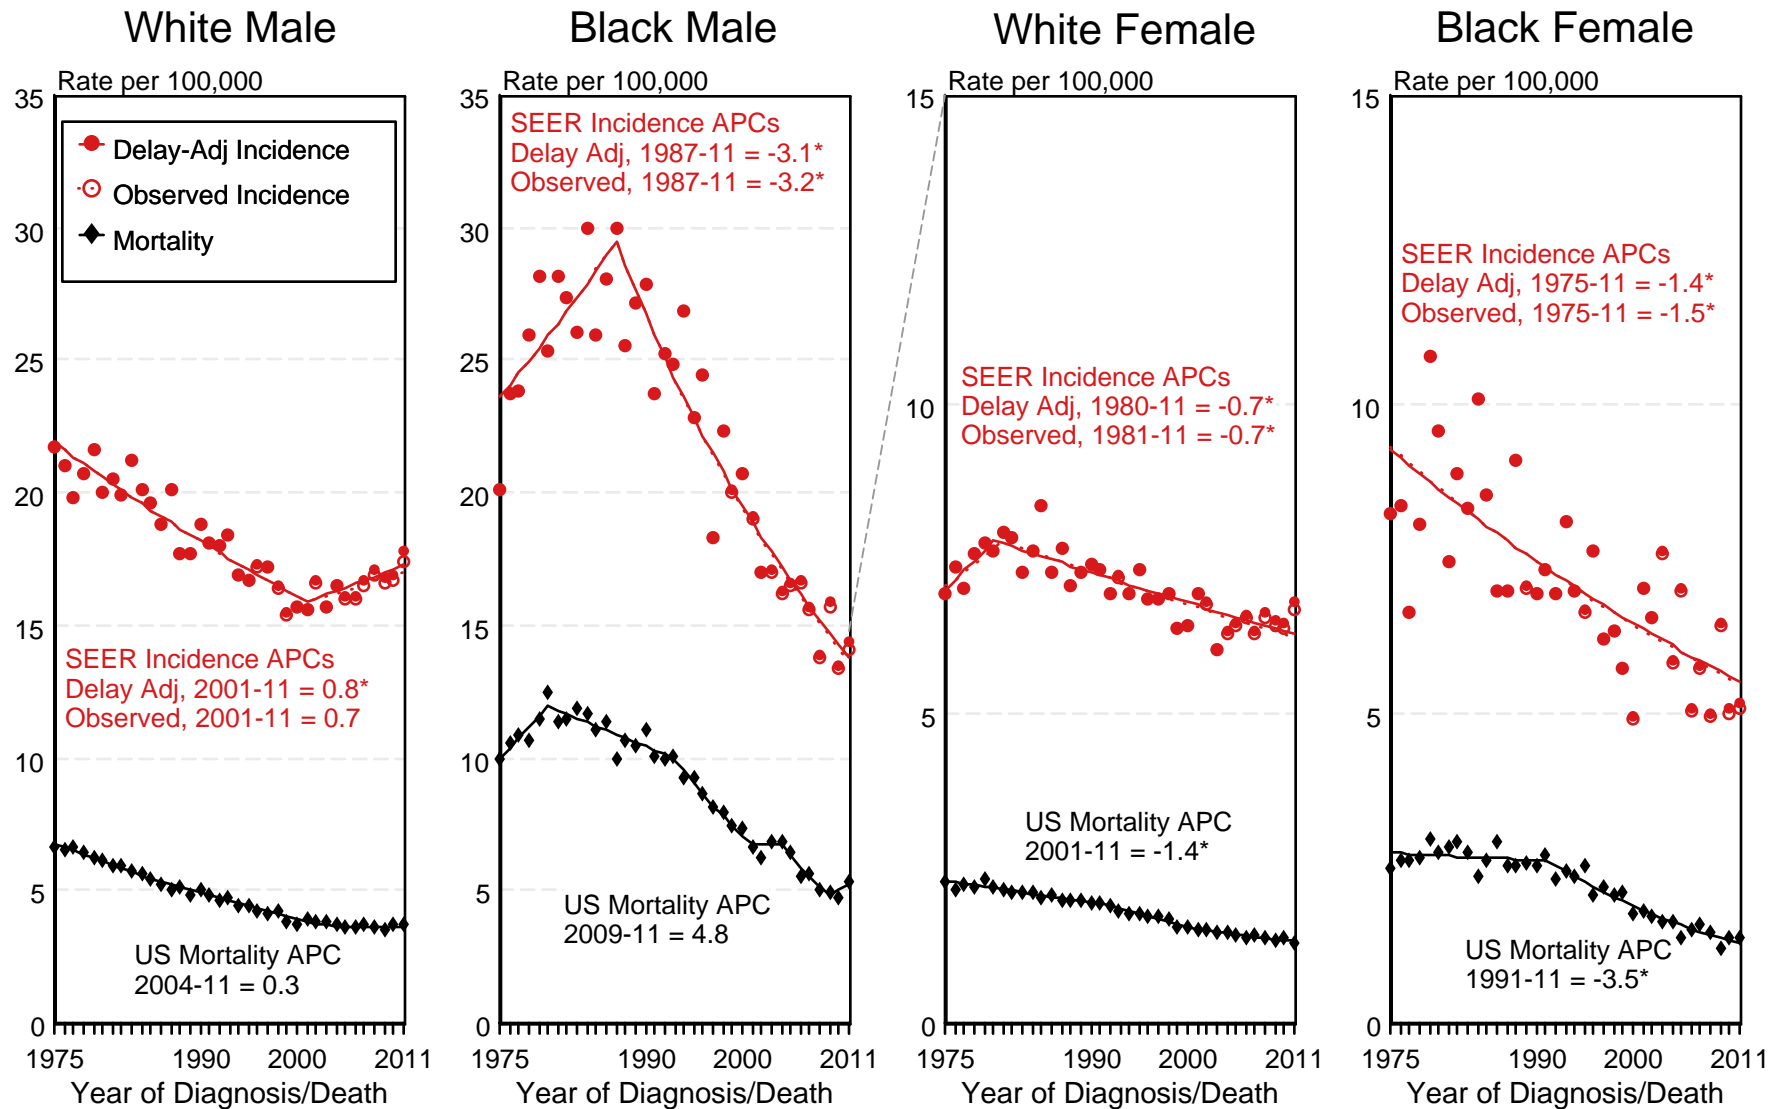 White Male
Rate per 100,000
35
30
25
20
15
10
5
0
Delay-Adj Incidence
Observed Incidence
Mortality
SEER Incidence APCs
Delay Adj, 2001-11 = 0.8*
Observed, 2001-11 = 0.7
US Mortality APC
2004-11 = 0.3
1975 1990 2000 2011
Year of Diagnosis/Death
Black Male
Rate per 100,000
35
30
25
20
15
10
5
0
SEER Incidence APCs
Delay Adj, 1987-11 = -3.1*
Observed, 1987-11 = -3.2*
US Mortality APC
2009-11 = 4.8
1975 1990 2000 2011
Year of Diagnosis/Death
White Female
Rate per 100,000
15
10
5
0
SEER Incidence APCs
Delay Adj, 1980-11 = -0.7*
Observed, 1981-11 = -0.7*
US Mortality APC
2001-11 = -1.4*
1975 1990 2000 2011
Year of Diagnosis/Death
Black Female
Rate per 100,000
15
10
5
0
SEER Incidence APCs
Delay Adj, 1975-11 = -1.4*
Observed, 1975-11 = -1.5*
US Mortality APC
1991-11 = -3.5*
1975 1990 2000 2011
Year of Diagnosis/Death